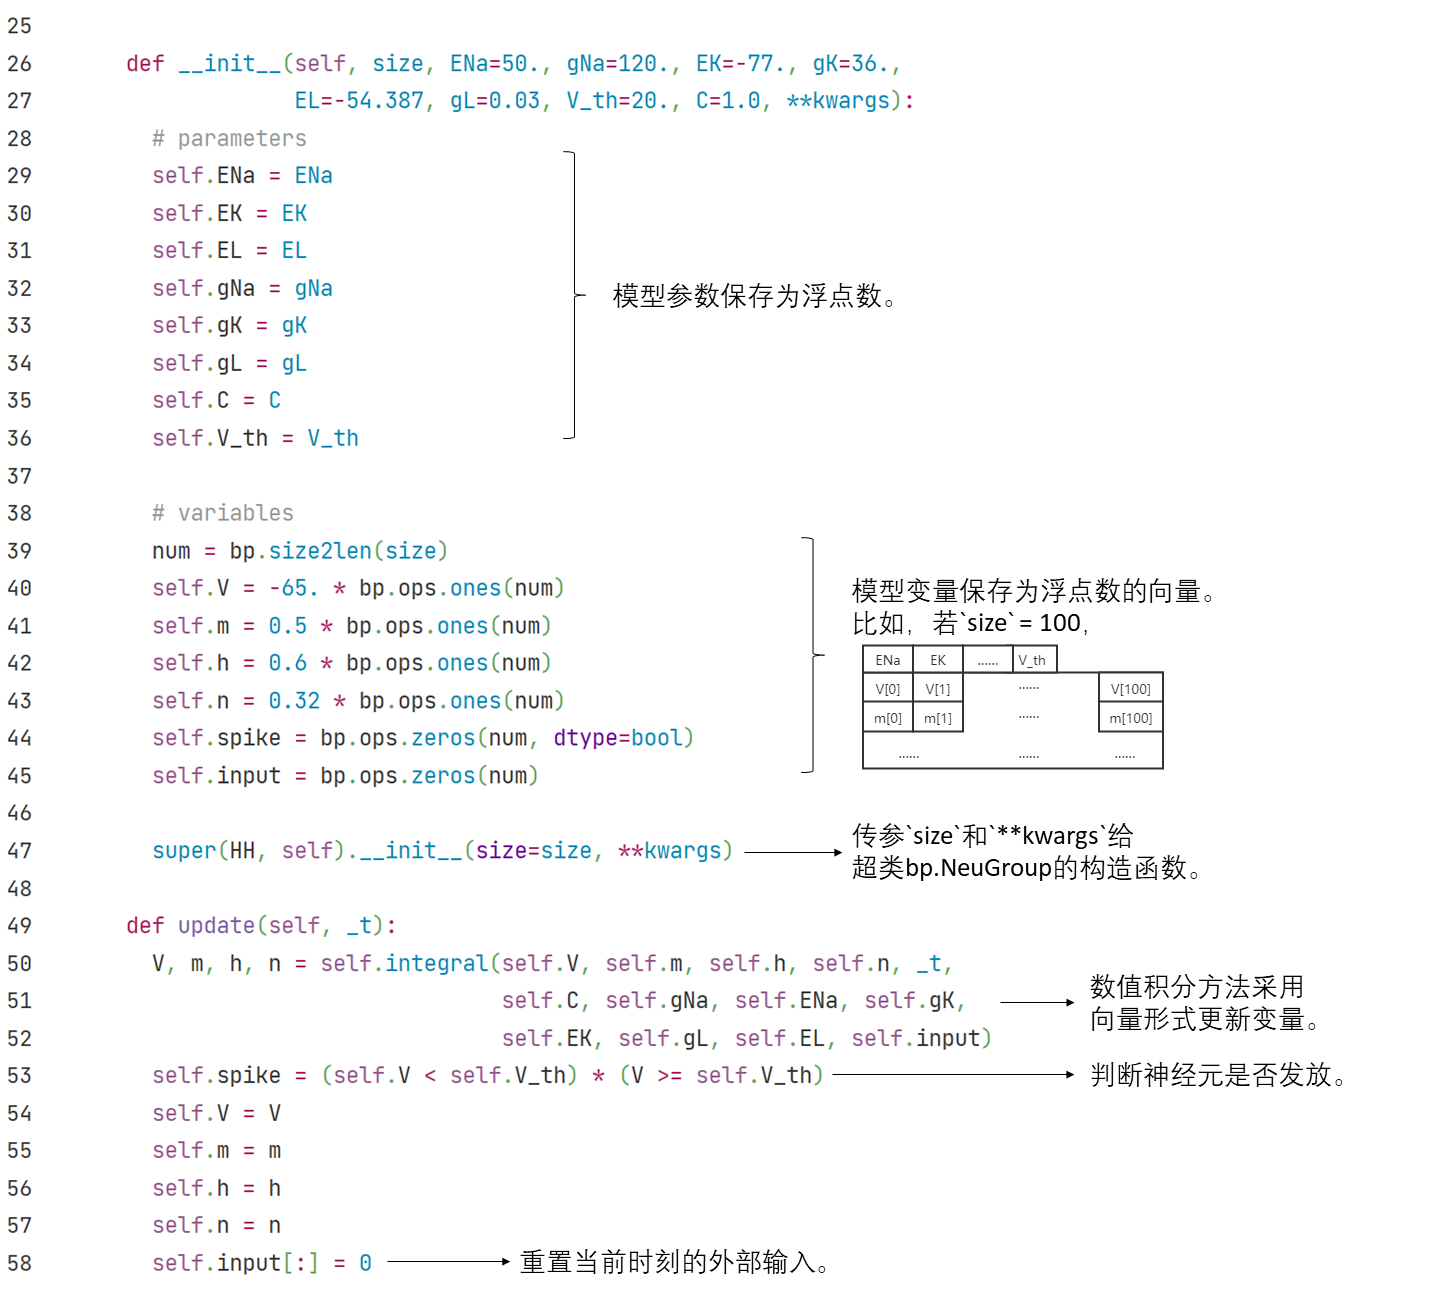 25
26 def __init__(self, size, ENa=50., gNa=120., EK=-77., gK=36.,
27 EL=-54.387, gL=0.03, V_th=20., C=1.0, **kwargs):
28 # parameters
29 self.ENa = ENa
30 self.EK = EK
31 self.EL = EL
32 self.gNa = gNa
模型参数保存为浮点数。
33 self.gK = gK
34 self.gL = gL
35 self.C = C
36 self.V_th = V_th
37
38 # variables
39 num = bp.size2len(size)
40 self.V = -65. * bp.ops.ones(num)
41 self.m = 0.5 * bp.ops.ones(num)
42 self.h = 0.6 * bp.ops.ones(num)
43 self.n = 0.32 * bp.ops.ones(num)
44 self.spike = bp.ops.zeros(num, dtype=bool)
45 self.input = bp.ops.zeros(num)
模型变量保存为浮点数的向量。
比如，若`size` = 100,
ENa EK ...... V_th
V[0] V[1] ...... V[100]
m[0] m[1] ...... m[100]
...... ...... ......
46
47 super(HH, self).__init__(size=size, **kwargs)
传参`size`和`**kwargs`给
超类bp.NeuGroup的构造函数。
48
49 def update(self, _t):
50 V, m, h, n = self.integral(self.V, self.m, self.h, self.n, _t,
51 self.C, self.gNa, self.ENa, self.gK,
52 self.EK, self.gL, self.EL, self.input)
数值积分方法采用
向量形式更新变量。
53 self.spike = (self.V < self.V_th) * (V >= self.V_th)
判断神经元是否发放。
54 self.V = V
55 self.m = m
56 self.h = h
57 self.n = n
58 self.input[:] = 0
重置当前时刻的外部输入。